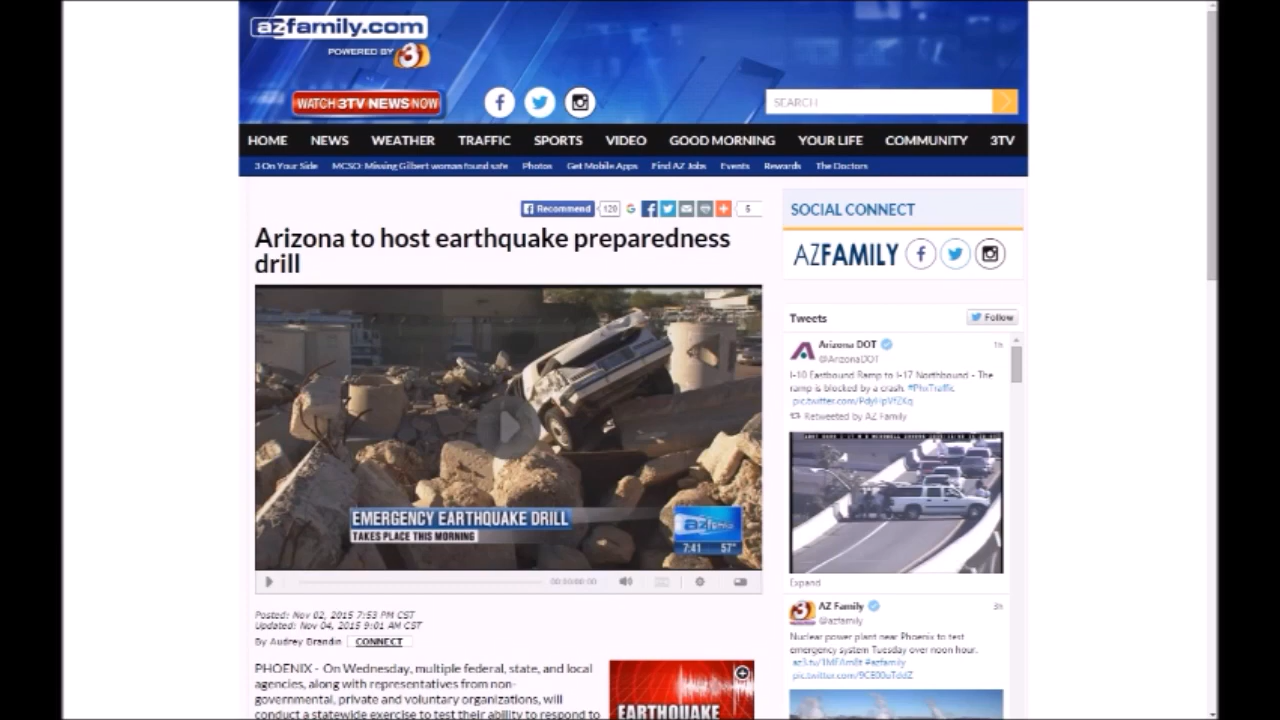 azfamily.com
POWERED BY 3
WATCH 3TV NEWS NOW
SEARCH
HOME NEWS WEATHER TRAFFIC SPORTS VIDEO GOOD MORNING YOUR LIFE COMMUNITY 3TV
3 On Your Side MCSO: Missing Gilbert woman found safe Photos Get Mobile Apps Find AZ Jobs Events Rewards The Doctors
Recommend 120 5
Arizona to host earthquake preparedness
drill
EMERGENCY EARTHQUAKE DRILL
TAKES PLACE THIS MORNING
az family
7:41 57°
00:00/00:00
Posted: Nov 02, 2015 7:53 PM CST
Updated: Nov 04, 2015 9:01 AM CST
By Audrey Brandin CONNECT
PHOENIX - On Wednesday, multiple federal, state, and local
agencies, along with representatives from non-
governmental, private and voluntary organizations, will
conduct a statewide exercise to test their ability to respond to
EARTHQUAKE
SOCIAL CONNECT
AZFAMILY
Tweets Follow
Arizona DOT 1h
@ArizonaDOT
I-10 Eastbound Ramp to I-17 Northbound - The
ramp is blocked by a crash. #PhxTraffic
Retweeted by AZ Family
Expand
3 AZ Family 3h
@azfamily
Nuclear power plant near Phoenix to test
emergency system Tuesday over noon hour.
#azfamily